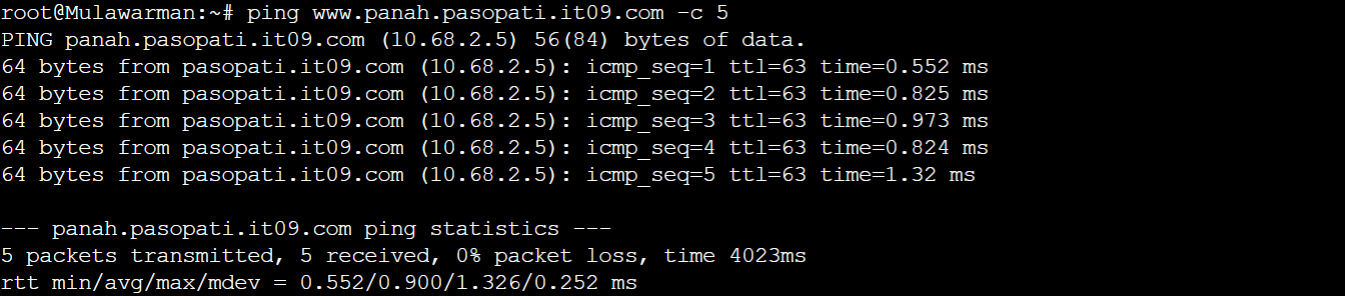 root@Mulawarman:~# ping www.panah.pasopati.it09.com -c 5
PING panah.pasopati.it09.com (10.68.2.5) 56(84) bytes of data.
64 bytes from pasopati.it09.com (10.68.2.5): icmp_seq=1 ttl=63 time=0.552 ms
64 bytes from pasopati.it09.com (10.68.2.5): icmp_seq=2 ttl=63 time=0.825 ms
64 bytes from pasopati.it09.com (10.68.2.5): icmp_seq=3 ttl=63 time=0.973 ms
64 bytes from pasopati.it09.com (10.68.2.5): icmp_seq=4 ttl=63 time=0.824 ms
64 bytes from pasopati.it09.com (10.68.2.5): icmp_seq=5 ttl=63 time=1.32 ms

--- panah.pasopati.it09.com ping statistics ---
5 packets transmitted, 5 received, 0% packet loss, time 4023ms
rtt min/avg/max/mdev = 0.552/0.900/1.326/0.252 ms